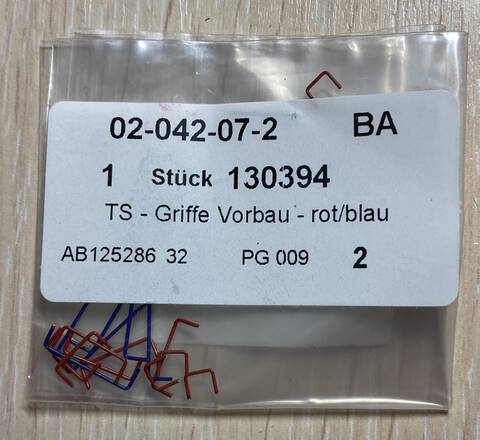 02-042-07-2 BA
1 Stück 130394
TS - Griffe Vorbau - rot/blau
AB125286 32 PG 009 2